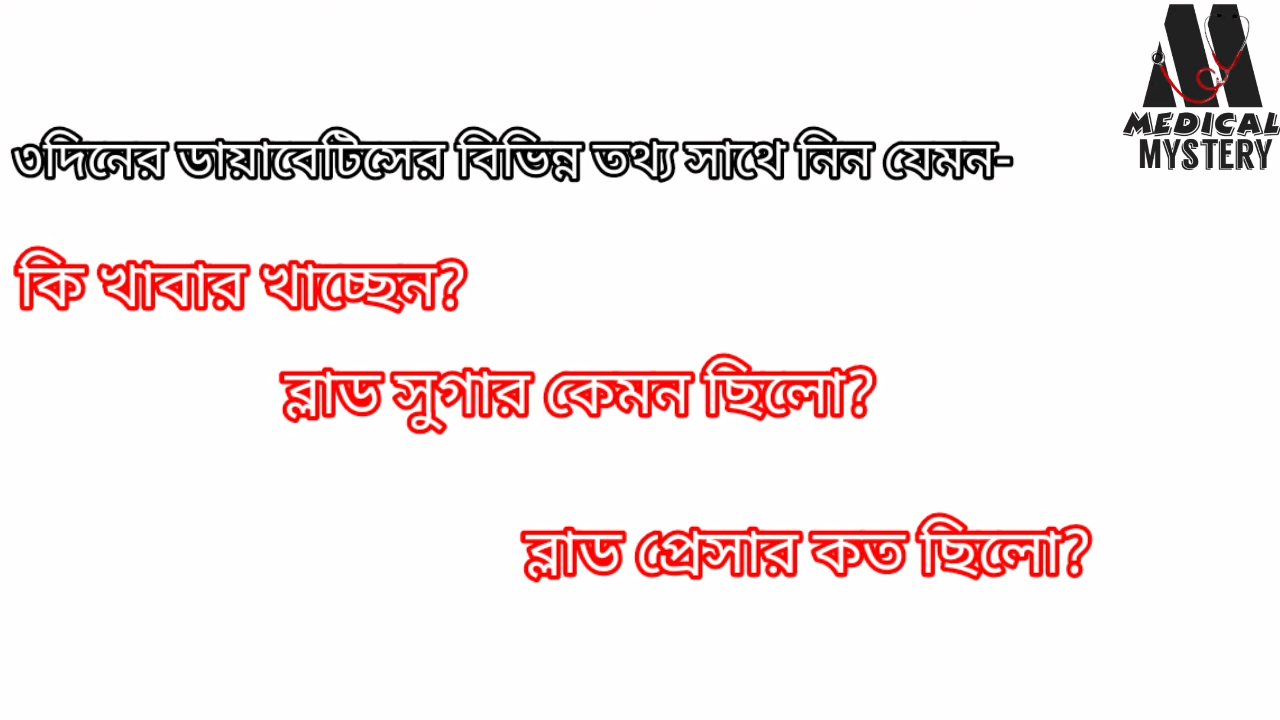 MEDICAL
MYSTERY
৩দিনের ডায়াবেটিসের বিভিন্ন তথ্য সাথে নিন যেমন-
কি খাবার খাচ্ছেন?
ব্লাড সুগার কেমন ছিলো?
ব্লাড প্রেসার কত ছিলো?